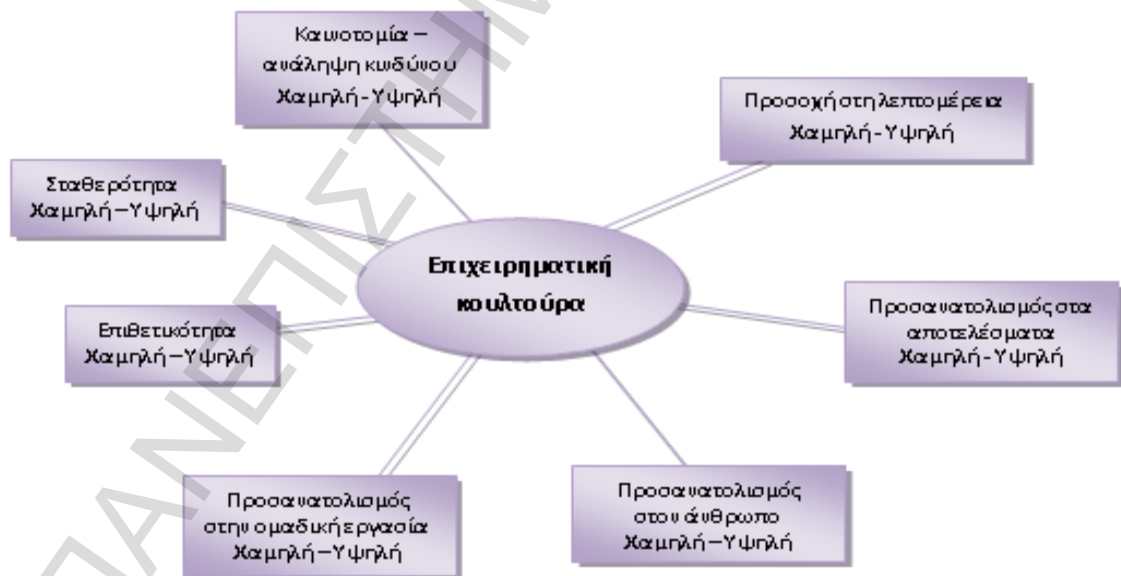 Καινοτομία –
ανάληψη κινδύνου
Χαμηλή - Υψηλή
Προσοχή στη λεπτομέρεια
Χαμηλή - Υψηλή
Σταθερότητα
Χαμηλή – Υψηλή
Επιχειρηματική
κουλτούρα
Προσανατολισμός στα
αποτελέσματα
Χαμηλή - Υψηλή
Επιθετικότητα
Χαμηλή – Υψηλή
Προσανατολισμός
στην ομαδική εργασία
Χαμηλή – Υψηλή
Προσανατολισμός
στον άνθρωπο
Χαμηλή – Υψηλή